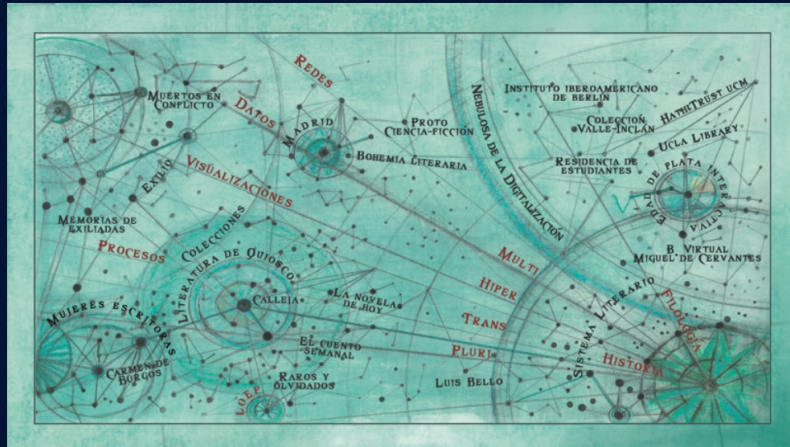 REDES
DATOS
MUERTOS EN
CONFLICTO
MADRID
PROTO
CIENCIA-FICCIÓN
BOHEMIA LITERARIA
NEBULOSA DE LA DIGITALIZACIÓN
INSTITUTO IBEROAMERICANO
DE BERLÍN
HATHITRUST UCM
COLECCIÓN
VALLE-INCLÁN
UCLA LIBRARY
RESIDENCIA DE
ESTUDIANTES
EDAD DE PLATA INTERACTIVA
B. VIRTUAL
MIGUEL DE CERVANTES
EXILIO
VISUALIZACIONES
MEMORIAS DE
EXILIADAS
PROCESOS
COLECCIONES
LITERATURA DE QUIOSCO
CALLEJA
LA NOVELA
DE HOY
EL CUENTO
SEMANAL
RAROS Y
OLVIDADOS
LOEP
MUJERES ESCRITORAS
CARMEN DE
BURGOS
MULTI
HIPER
TRANS
PLURI
LUIS BELLO
SISTEMA LITERARIO
FILOLOGÍA
HISTORIA